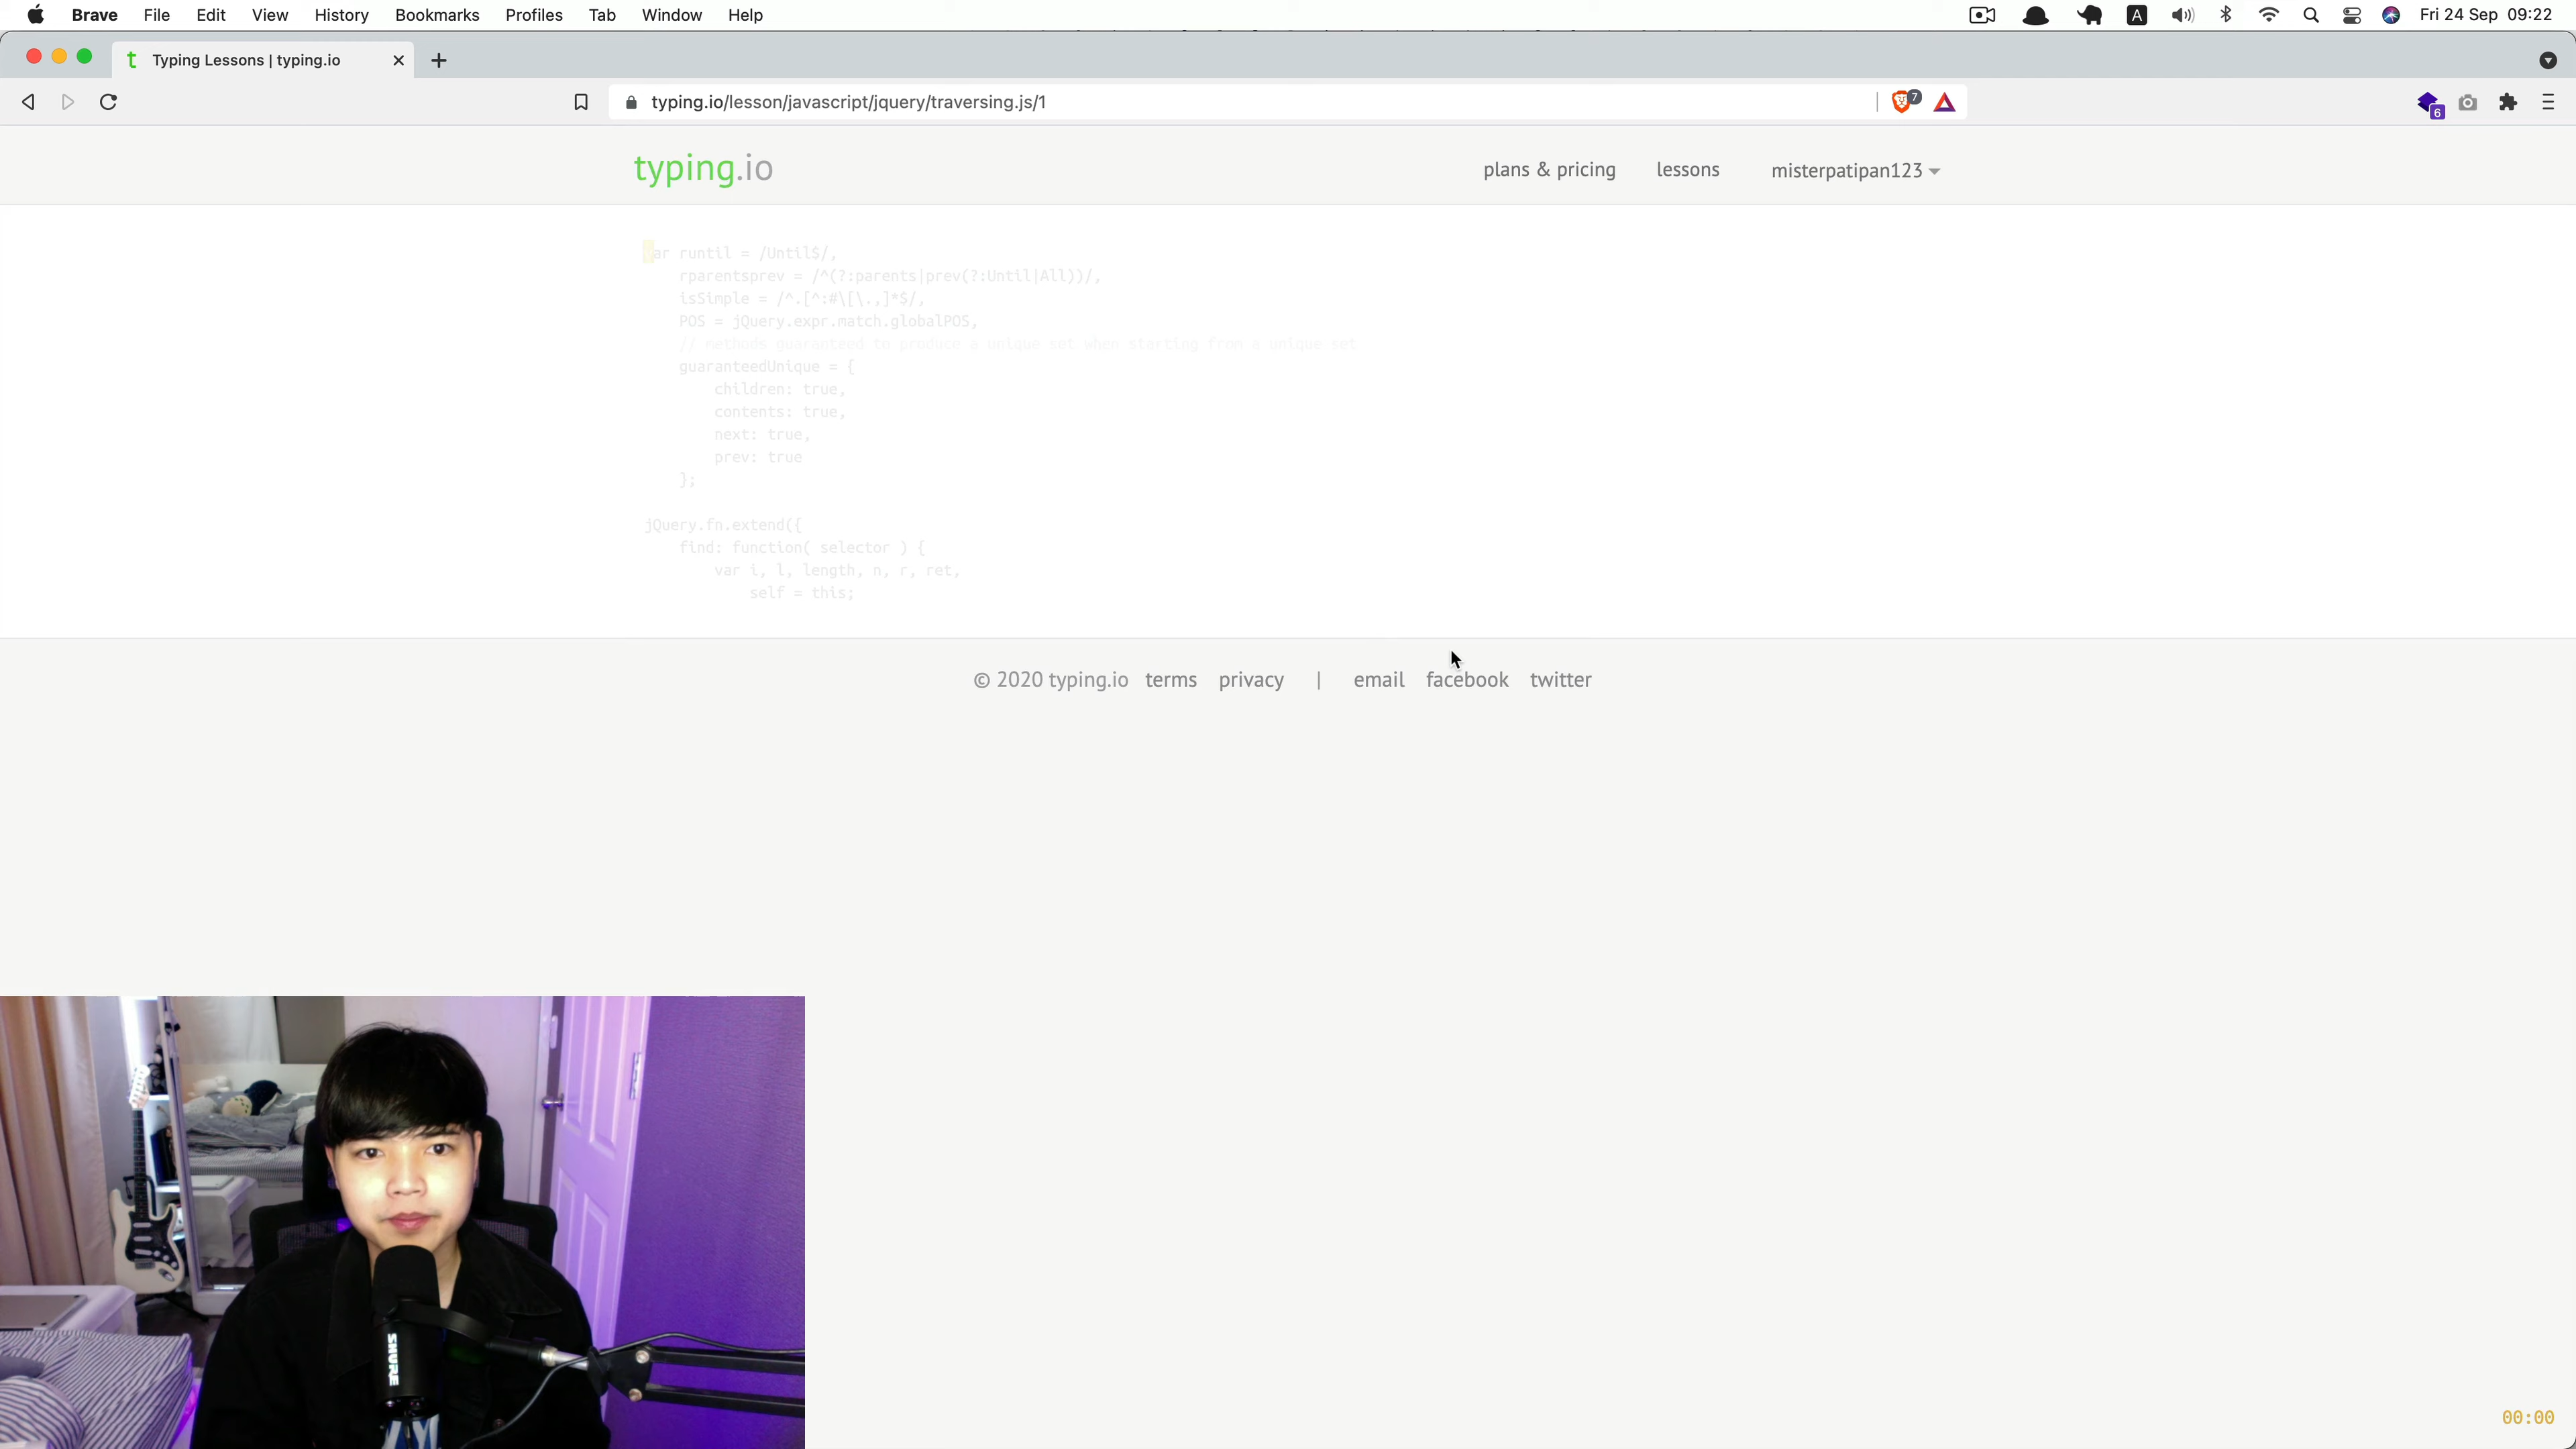 Brave File Edit View History Bookmarks Profiles Tab Window Help A Fri 24 Sep 09:22
t Typing Lessons | typing.io
typing.io/lesson/javascript/jquery/traversing.js/1 7 6
typing.io plans & pricing lessons misterpatipan123
var runtil = /Until$/,
rparentsprev = /^(?:parents|prev(?:Until|All))/,
isSimple = /^.[^:#\[\.,]*$/,
POS = jQuery.expr.match.globalPOS,
// methods guaranteed to produce a unique set when starting from a unique set
guaranteedUnique = {
children: true,
contents: true,
next: true,
prev: true
};
jQuery.fn.extend({
find: function( selector ) {
var i, l, length, n, r, ret,
self = this;
© 2020 typing.io terms privacy | email facebook twitter
SHURE
00:00